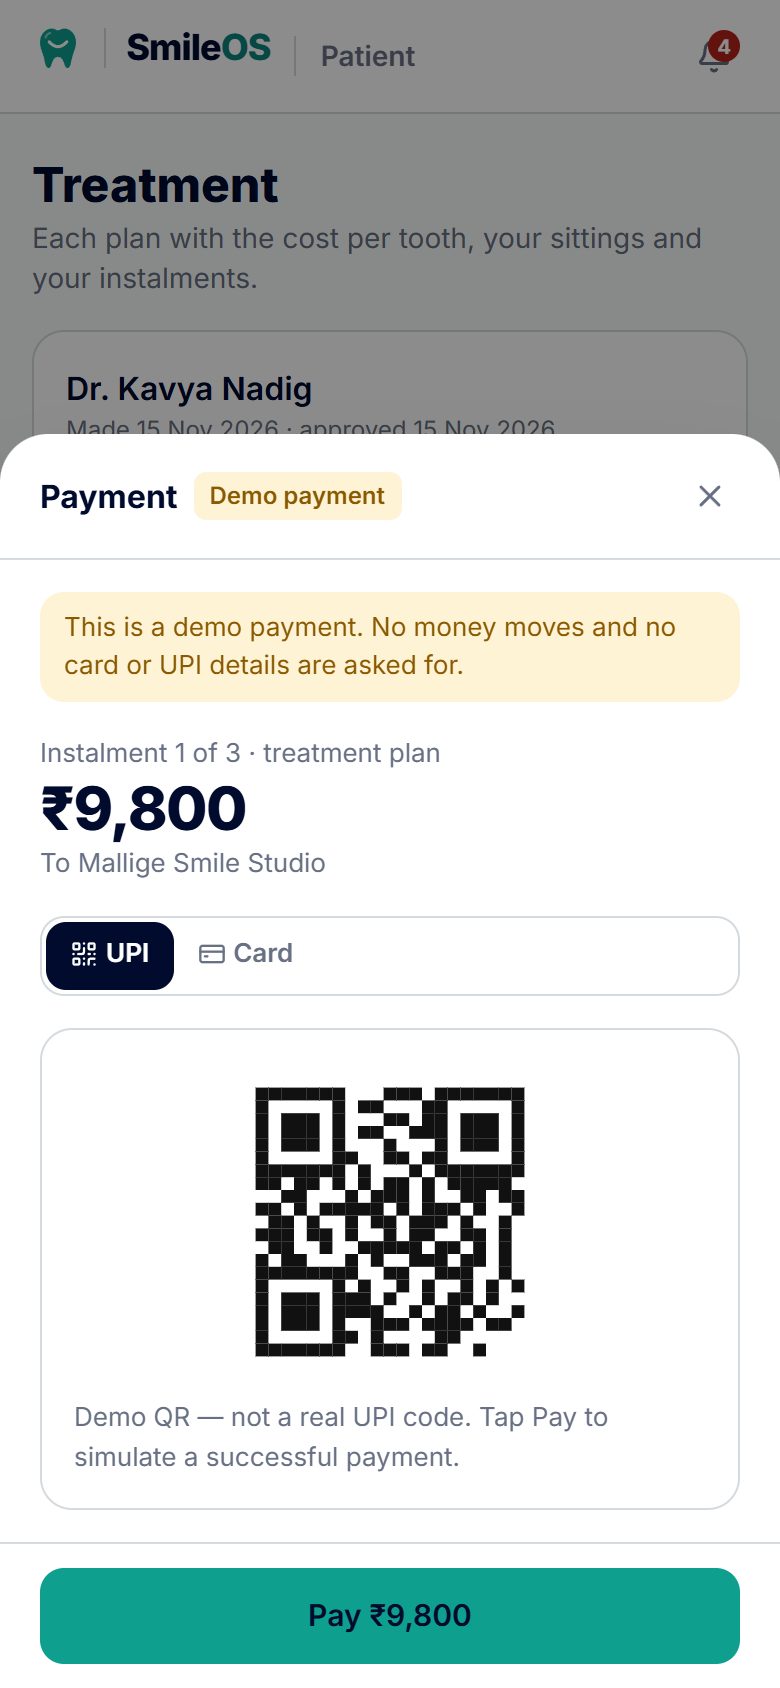 SmileOS
Patient
4
Treatment
Each plan with the cost per tooth, your sittings and
your instalments.
Dr. Kavya Nadig
Made 15 Nov 2026 · approved 15 Nov 2026
Payment
Demo payment
This is a demo payment. No money moves and no
card or UPI details are asked for.
Instalment 1 of 3 · treatment plan
₹9,800
To Mallige Smile Studio
UPI
Card
Demo QR — not a real UPI code. Tap Pay to
simulate a successful payment.
Pay ₹9,800